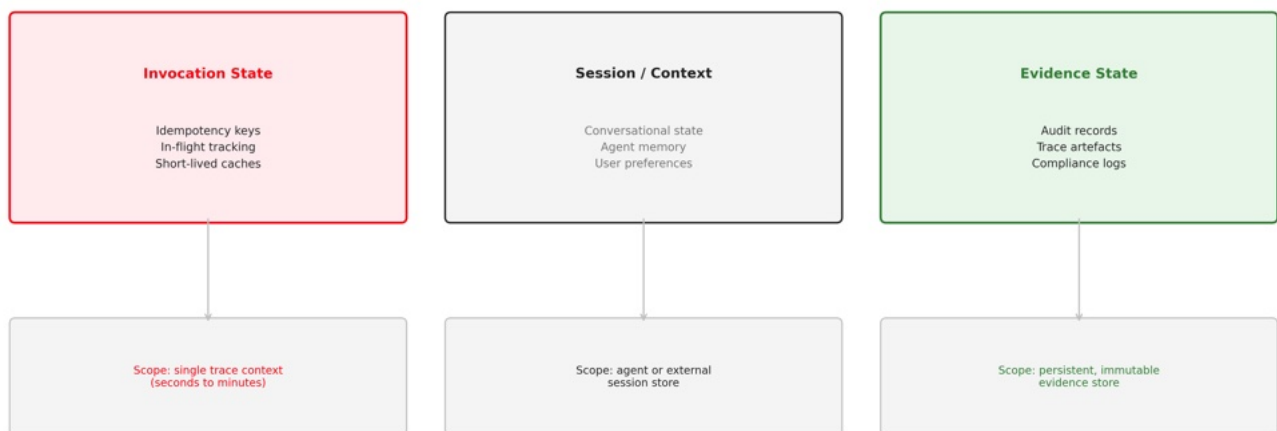 Invocation State
Idempotency keys
In-flight tracking
Short-lived caches
Session / Context
Conversational state
Agent memory
User preferences
Evidence State
Audit records
Trace artefacts
Compliance logs
Scope: single trace context
(seconds to minutes)
Scope: agent or external
session store
Scope: persistent, immutable
evidence store